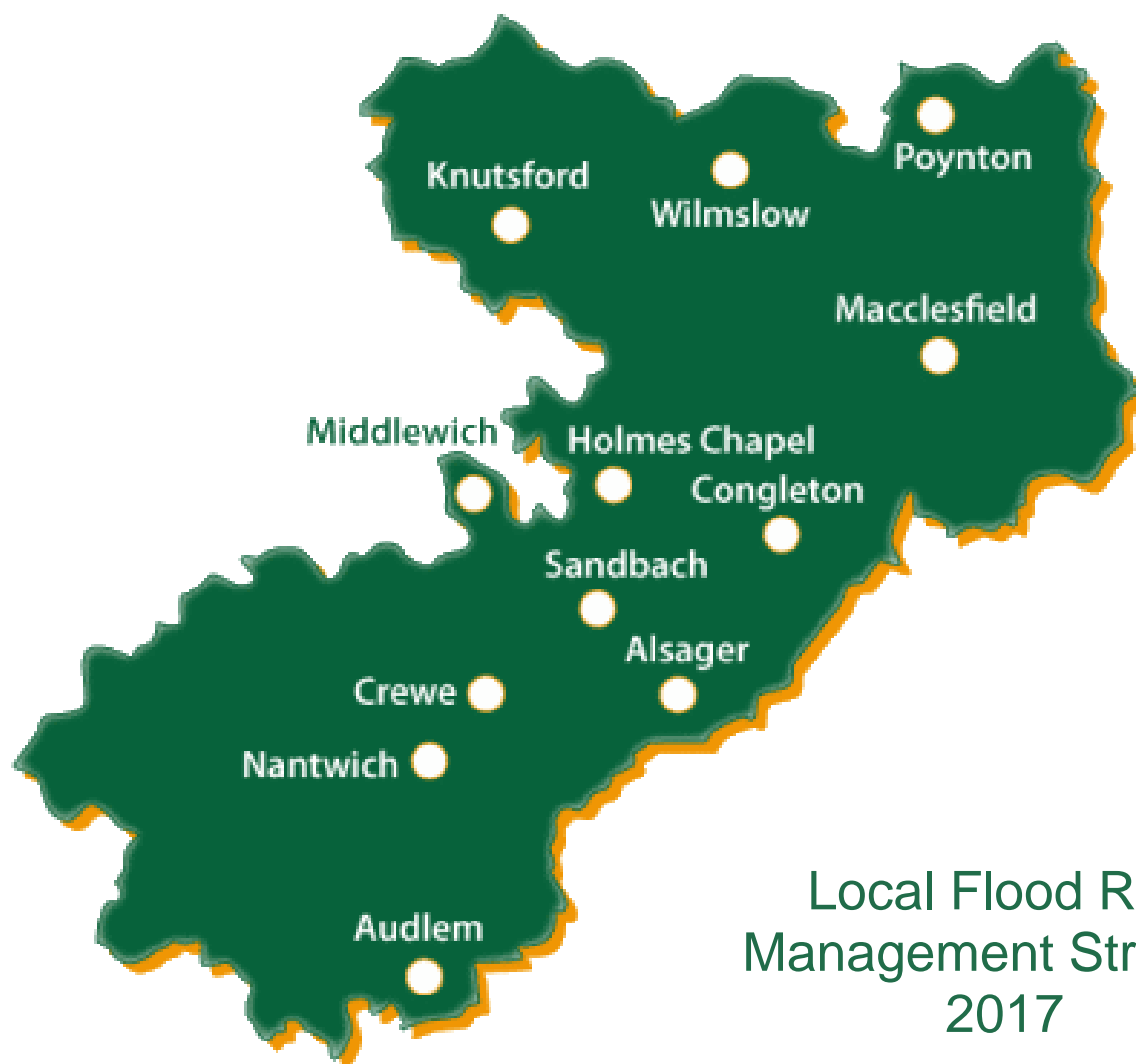 Poynton
Knutsford
Wilmslow
Macclesfield
Middlewich
Holmes Chapel
Congleton
Sandbach
Alsager
Crewe
Nantwich
Audlem
Local Flood R
Management Str
2017